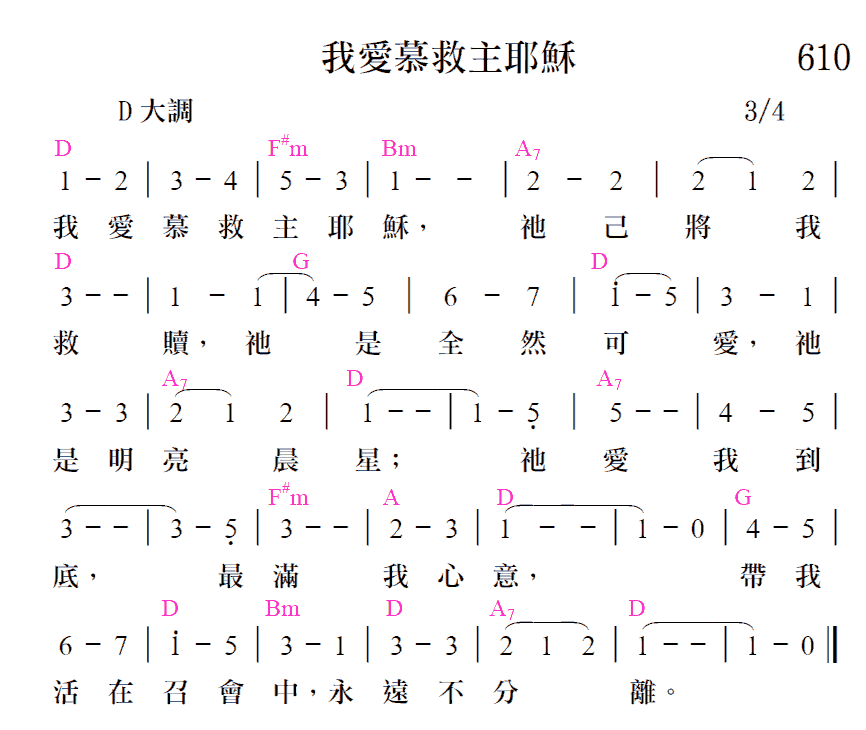 我愛慕救主耶穌 610
D 大調 3/4
D F#m Bm A7
1 - 2 | 3 - 4 | 5 - 3 | 1 - - | 2 - 2 | 2 1 2 |
我 愛 慕 救 主 耶 穌， 祂 己 將 我
D G D
3 - - | 1 - 1 | 4 - 5 | 6 - 7 | i - 5 | 3 - 1 |
救 贖，祂 是 全 然 可 愛，祂
A7 D A7
3 - 3 | 2 1 2 | 1 - - | 1 - 5̣ | 5 - - | 4 - 5 |
是 明 亮 晨 星； 祂 愛 我 到
F#m A D G
3 - - | 3 - 5̣ | 3 - - | 2 - 3 | 1 - - | 1 - 0 | 4 - 5 |
底， 最 滿 我 心 意， 帶 我
D Bm D A7 D
6 - 7 | i - 5 | 3 - 1 | 3 - 3 | 2 1 2 | 1 - - | 1 - 0 ||
活 在 召 會 中，永 遠 不 分 離。